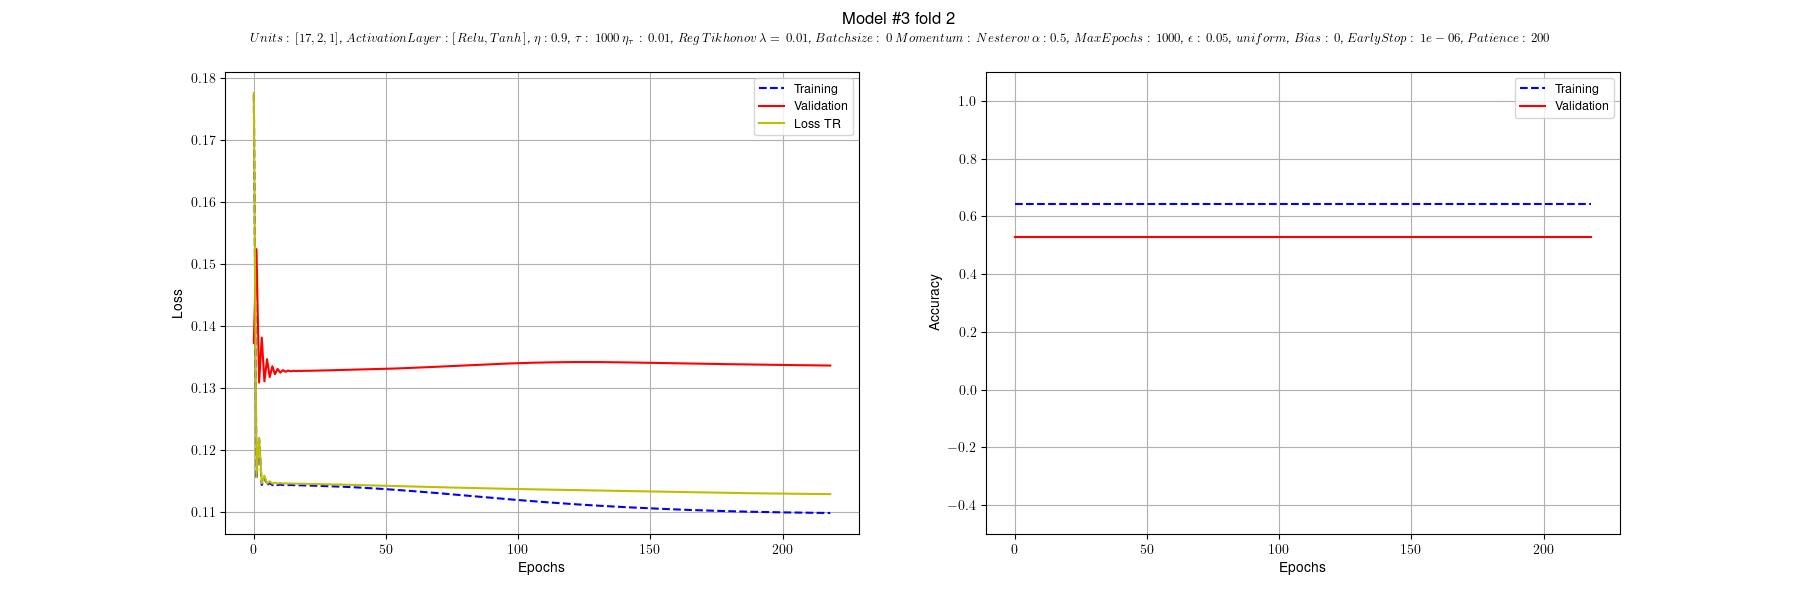 Model #3 fold 2
Units : [17, 2, 1], ActivationLayer : [Relu, Tanh], η : 0.9, τ : 1000 η_τ : 0.01, Reg Tikhonov λ = 0.01, Batchsize : 0 Momentum : Nesterov α : 0.5, MaxEpochs : 1000, ϵ : 0.05, uniform, Bias : 0, EarlyStop : 1e − 06, Patience : 200
0.18
0.17
0.16
0.15
0.14
0.13
0.12
0.11
Loss
Training
Validation
Loss TR
0 50 100 150 200
Epochs
1.0
0.8
0.6
0.4
0.2
0.0
−0.2
−0.4
Accuracy
Training
Validation
0 50 100 150 200
Epochs